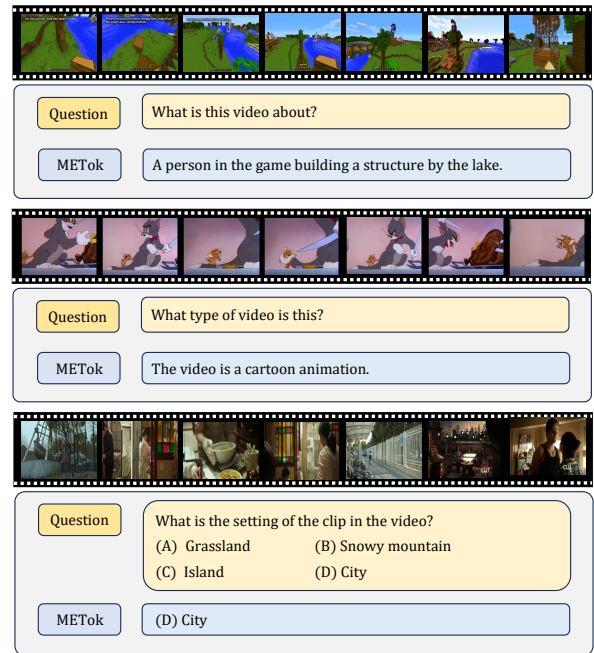 Question
What is this video about?
METok
A person in the game building a structure by the lake.
Question
What type of video is this?
METok
The video is a cartoon animation.
Question
What is the setting of the clip in the video?
(A) Grassland
(B) Snowy mountain
(C) Island
(D) City
METok
(D) City